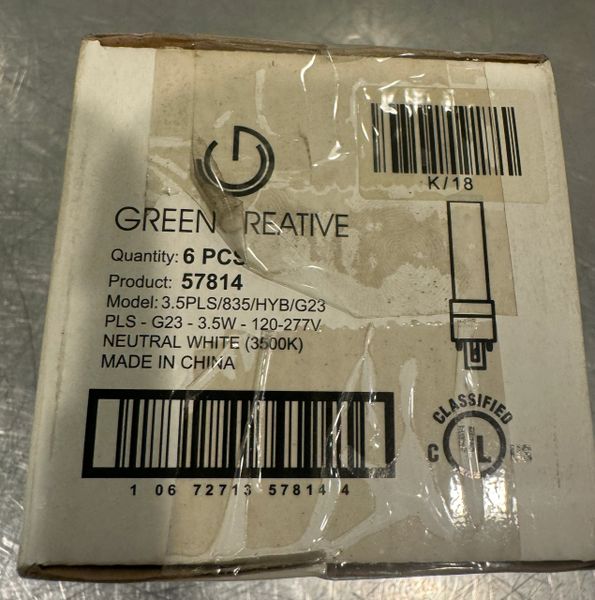 K/18
GREEN CREATIVE
Quantity: 6 PCS
Product: 57814
Model: 3.5PLS/835/HYB/G23
PLS - G23 - 3.5W - 120-277V
NEUTRAL WHITE (3500K)
MADE IN CHINA
CLASSIFIED
C UL US
1 06 72713 57814 4